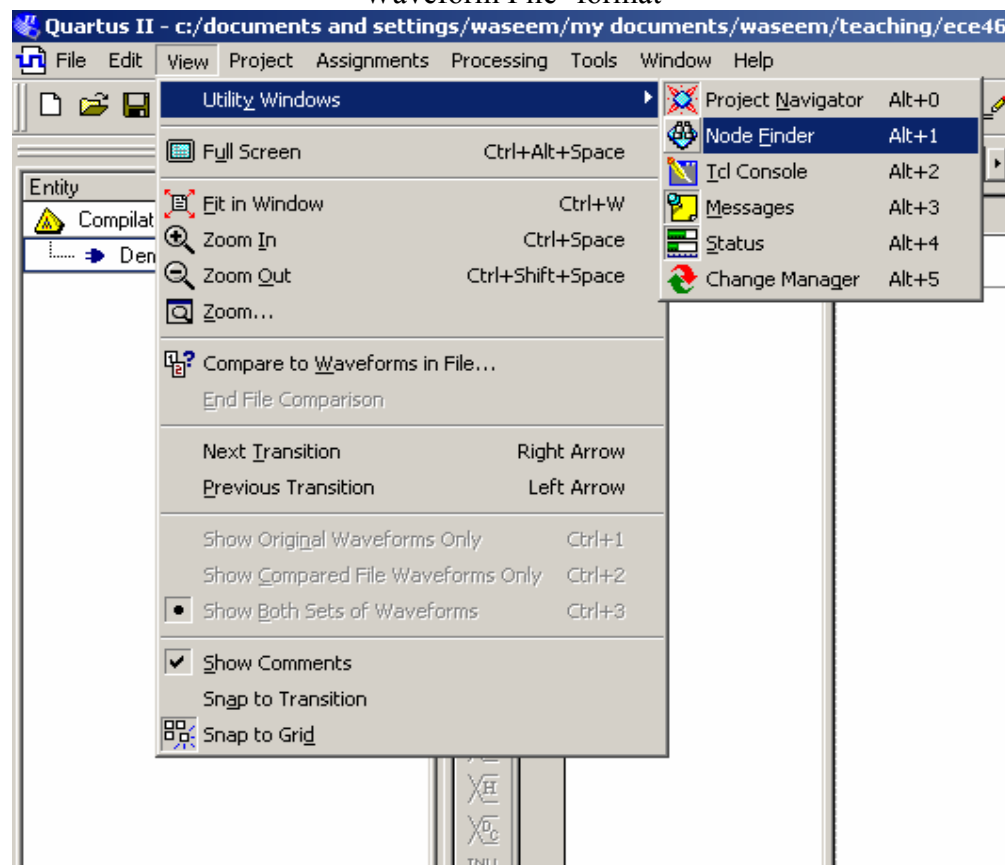 Waveform File" format
Quartus II - c:/documents and settings/waseem/my documents/waseem/teaching/ece46
File Edit View Project Assignments Processing Tools Window Help
Utility Windows
Project Navigator Alt+0
Node Finder Alt+1
Tcl Console Alt+2
Messages Alt+3
Status Alt+4
Change Manager Alt+5
Full Screen Ctrl+Alt+Space
Fit in Window Ctrl+W
Zoom In Ctrl+Space
Zoom Out Ctrl+Shift+Space
Zoom...
Compare to Waveforms in File...
End File Comparison
Next Transition Right Arrow
Previous Transition Left Arrow
Show Original Waveforms Only Ctrl+1
Show Compared File Waveforms Only Ctrl+2
Show Both Sets of Waveforms Ctrl+3
Show Comments
Snap to Transition
Snap to Grid
Entity
Compilat
Den